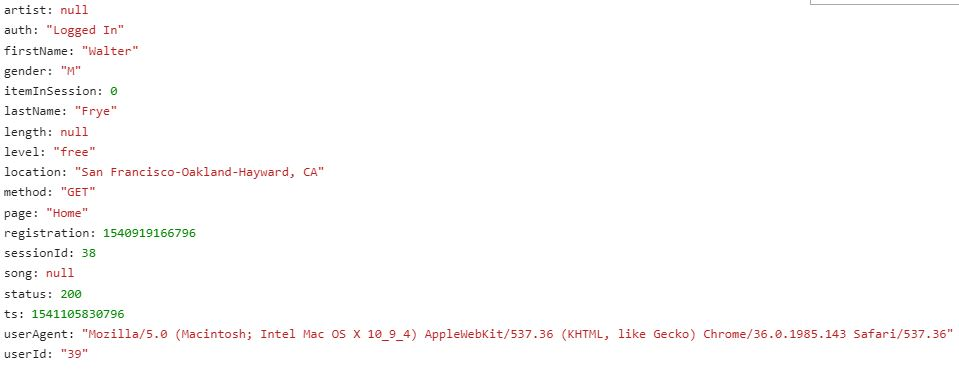 artist: null
auth: "Logged In"
firstName: "Walter"
gender: "M"
itemInSession: 0
lastName: "Frye"
length: null
level: "free"
location: "San Francisco-Oakland-Hayward, CA"
method: "GET"
page: "Home"
registration: 1540919166796
sessionId: 38
song: null
status: 200
ts: 1541105830796
userAgent: "Mozilla/5.0 (Macintosh; Intel Mac OS X 10_9_4) AppleWebKit/537.36 (KHTML, like Gecko) Chrome/36.0.1985.143 Safari/537.36"
userId: "39"